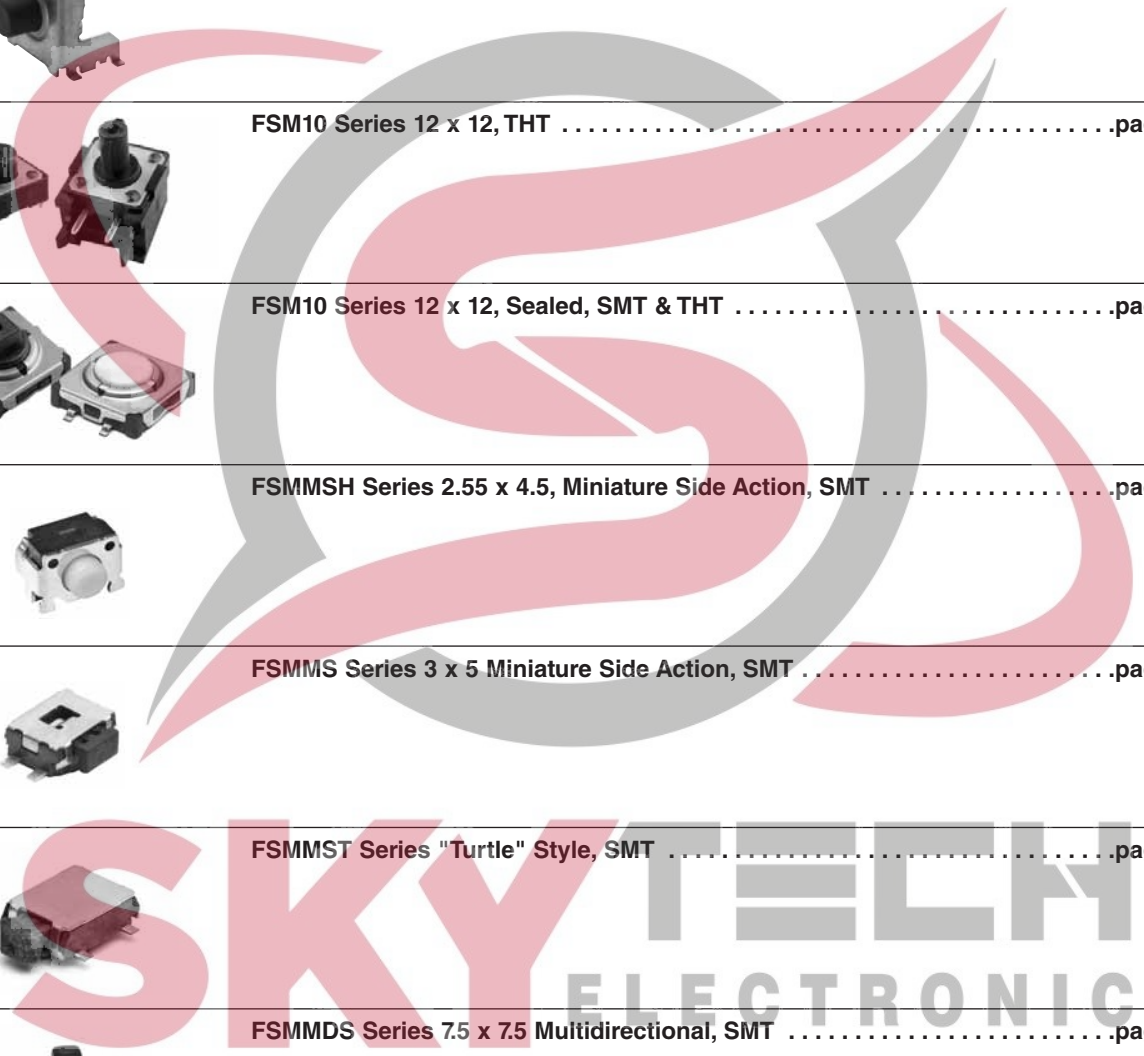 FSM10 Series 12 x 12, THT . . . . . . . . . . . . . . . . . . . . . . . . . . . . . . . . . . . . . . . . . .pa
FSM10 Series 12 x 12, Sealed, SMT & THT . . . . . . . . . . . . . . . . . . . . . . . . . . . . .pa
FSMMSH Series 2.55 x 4.5, Miniature Side Action, SMT . . . . . . . . . . . . . . . . . .pa
FSMMS Series 3 x 5 Miniature Side Action, SMT . . . . . . . . . . . . . . . . . . . . . . . .pa
FSMMST Series "Turtle" Style, SMT . . . . . . . . . . . . . . . . . . . . . . . . . . . . . . . . . .pa
SKYTECH
ELECTRONIC
FSMMDS Series 7.5 x 7.5 Multidirectional, SMT . . . . . . . . . . . . . . . . . . . . . . . . .pa